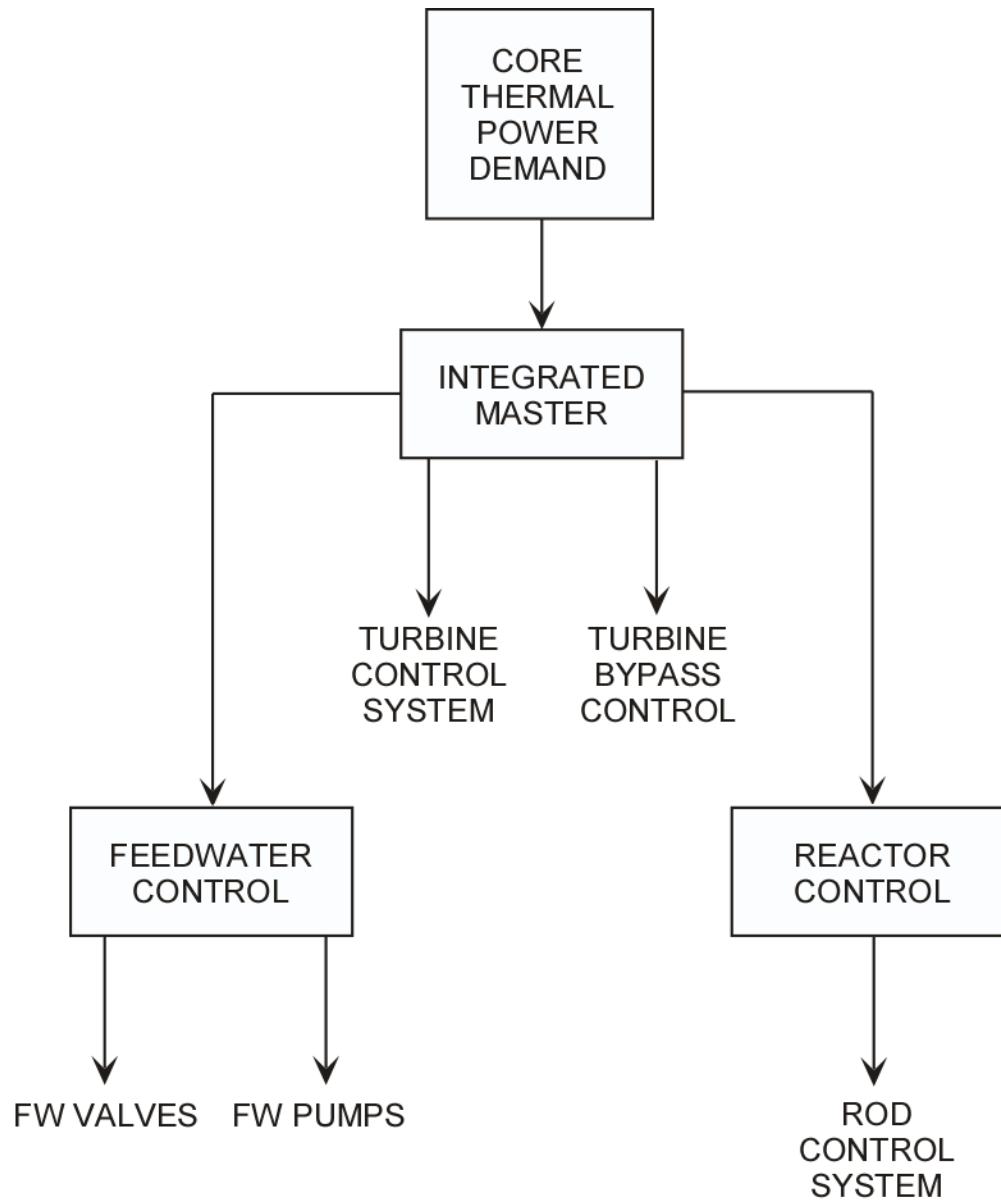 CORE
THERMAL
POWER
DEMAND
INTEGRATED
MASTER
TURBINE
CONTROL
SYSTEM
TURBINE
BYPASS
CONTROL
FEEDWATER
CONTROL
REACTOR
CONTROL
FW VALVES
FW PUMPS
ROD
CONTROL
SYSTEM